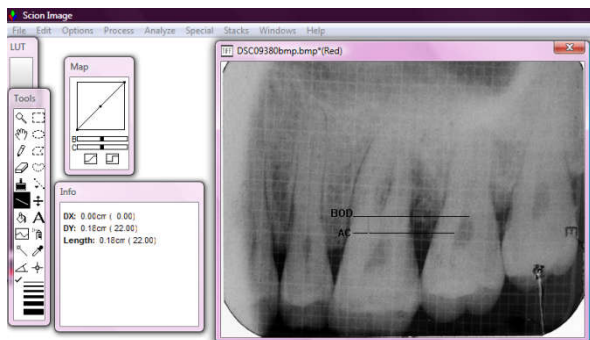 Scion Image
File Edit Options Process Analyze Special Stacks Windows Help
LUT
Map
B
C
Tools
A
Info
DX: 0.00cm ( 0.00)
DY: 0.18cm ( 22.00)
Length: 0.18cm ( 22.00)
DSC09380bmp.bmp*(Red)
BOD
AC
E